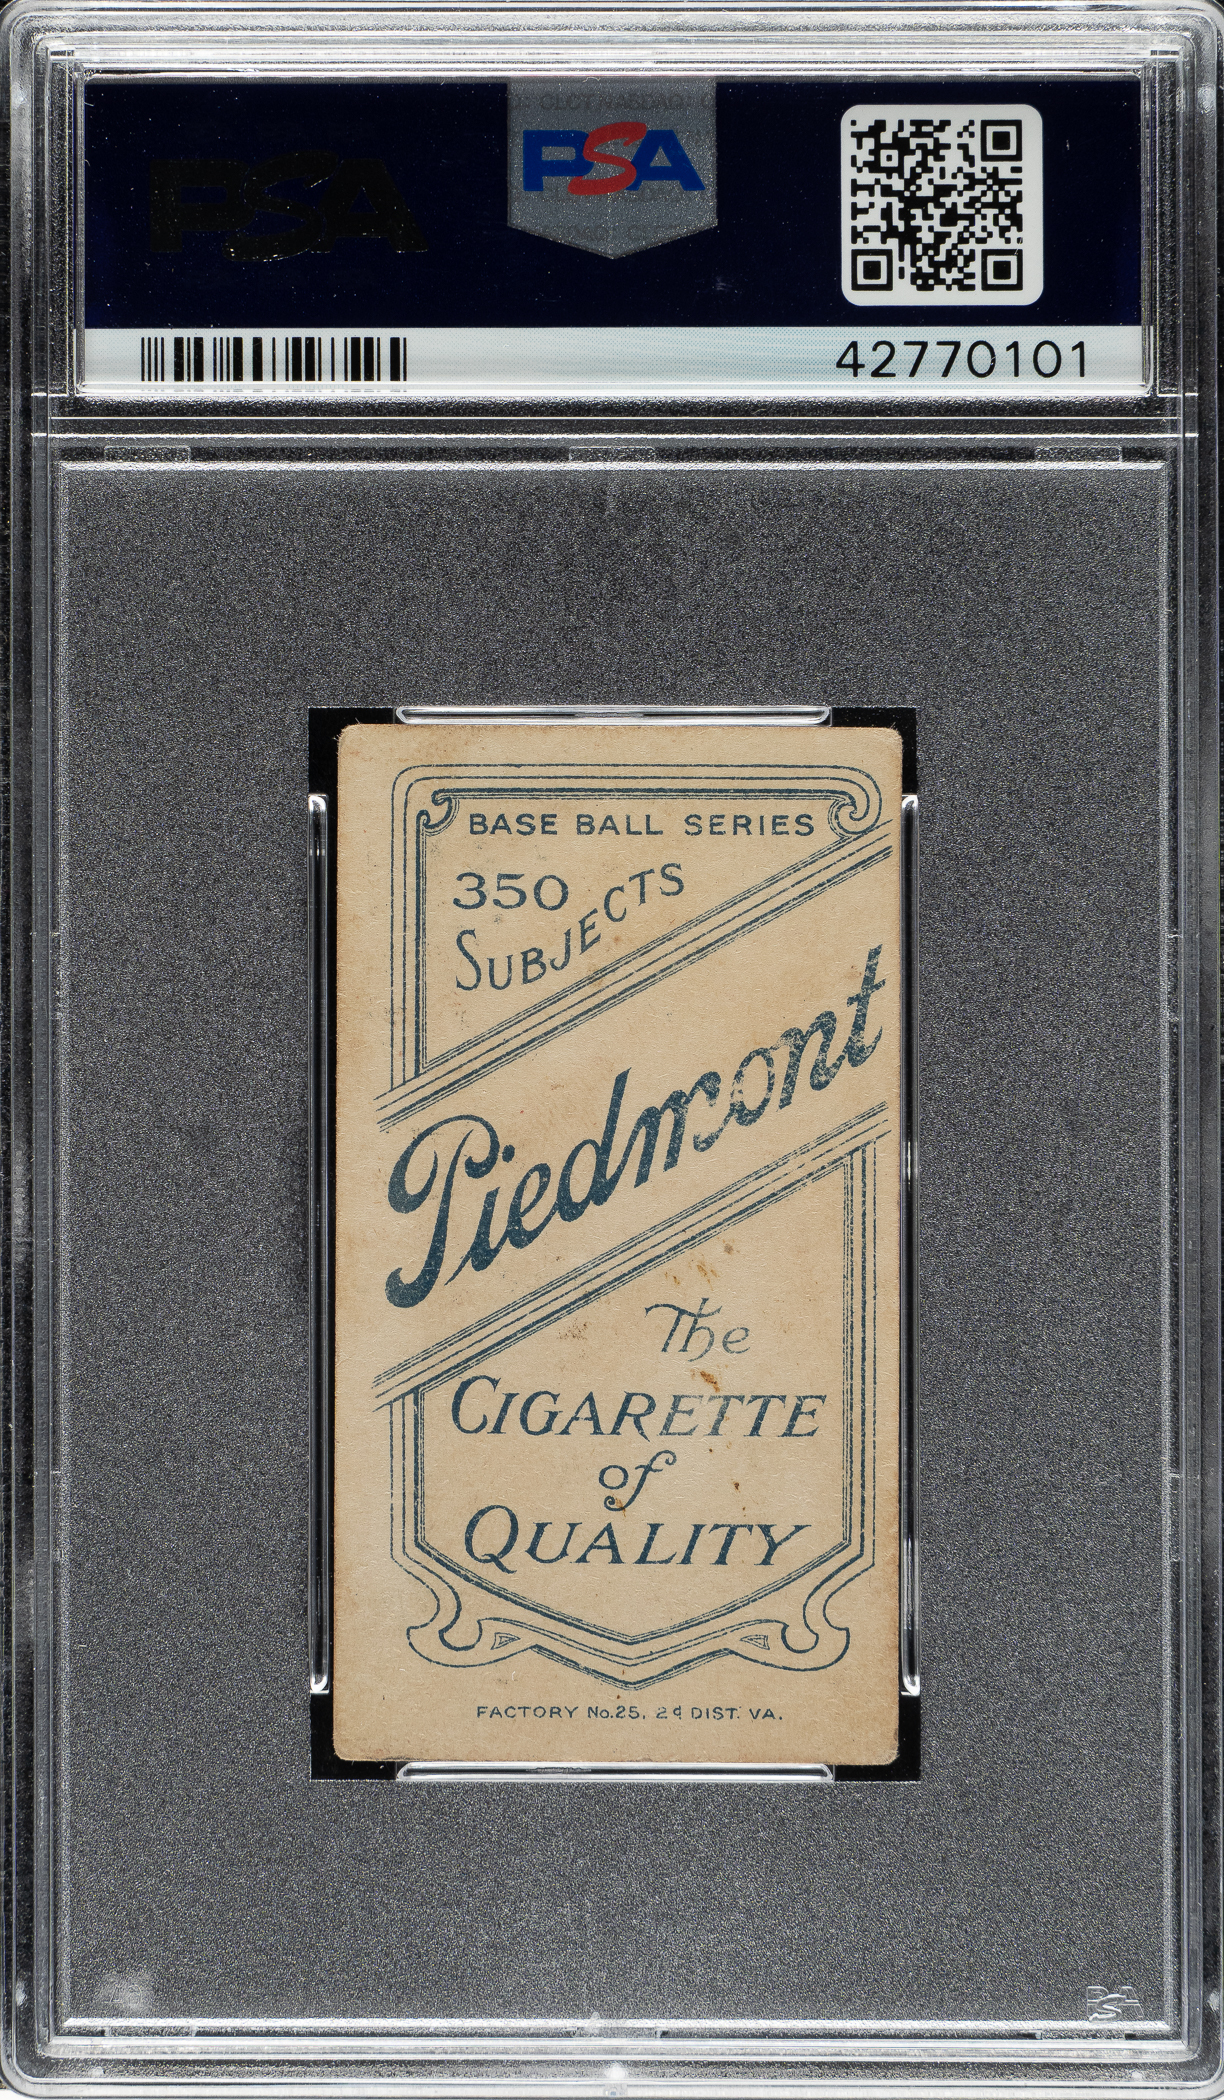 PSA
PSA
42770101
BASE BALL SERIES
350
SUBJECTS
Piedmont
The
CIGARETTE
of
QUALITY
FACTORY No.25, 2d DIST. VA.
PSA